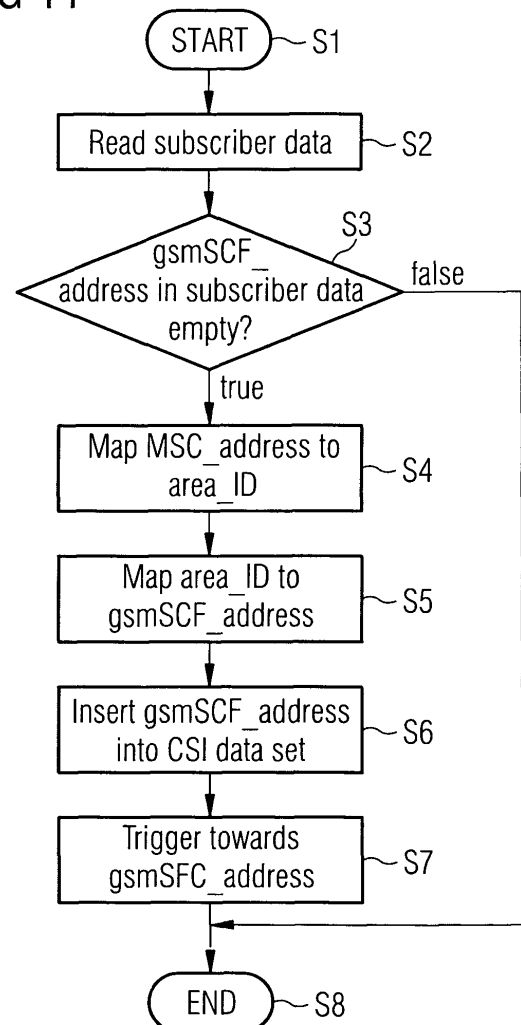 START
S1
Read subscriber data
S2
S3
gsmSCF_
address in subscriber data
empty?
false
true
Map MSC_address to
area_ID
S4
Map area_ID to
gsmSCF_address
S5
Insert gsmSCF_address
into CSI data set
S6
Trigger towards
gsmSFC_address
S7
END
S8